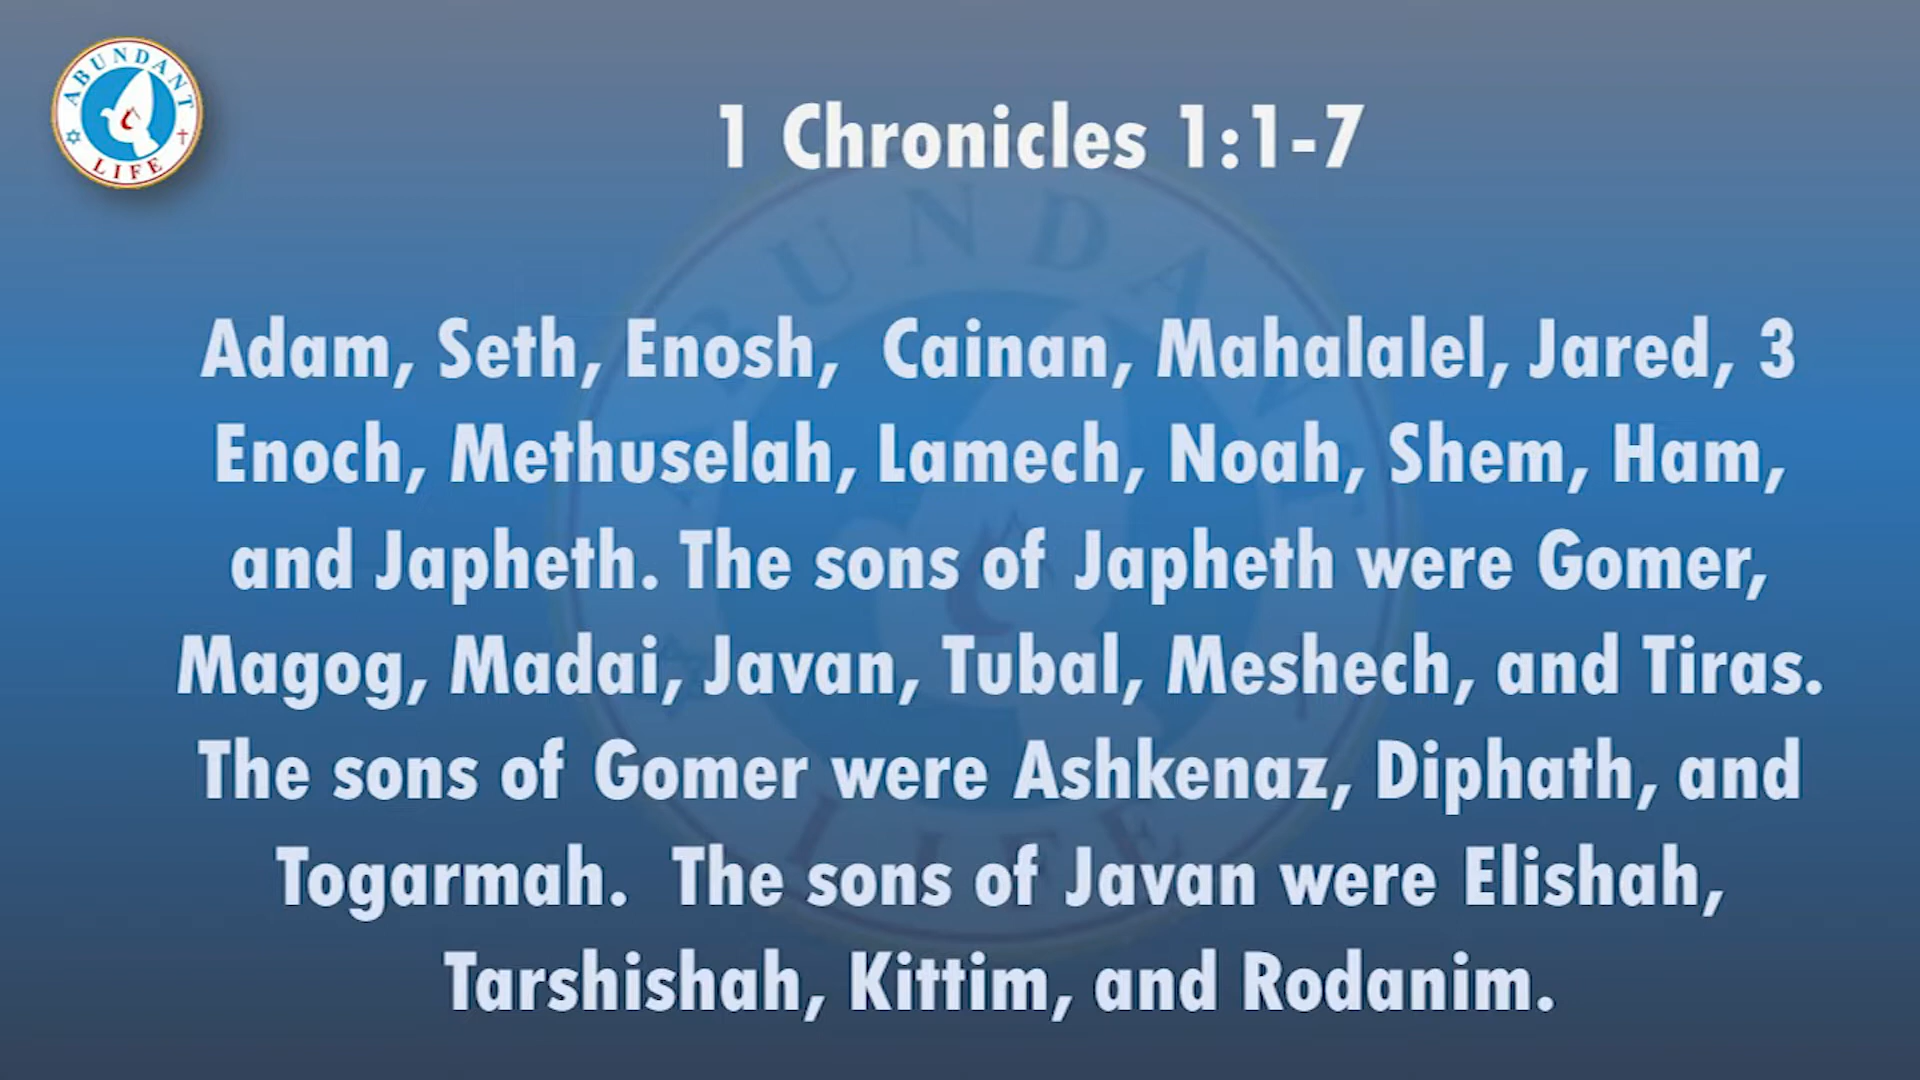 ABUNDANT
LIFE
1 Chronicles 1:1-7
Adam, Seth, Enosh,  Cainan, Mahalalel, Jared, 3
Enoch, Methuselah, Lamech, Noah, Shem, Ham,
and Japheth. The sons of Japheth were Gomer,
Magog, Madai, Javan, Tubal, Meshech, and Tiras.
The sons of Gomer were Ashkenaz, Diphath, and
Togarmah.  The sons of Javan were Elishah,
Tarshishah, Kittim, and Rodanim.
ABUNDANT
LIFE